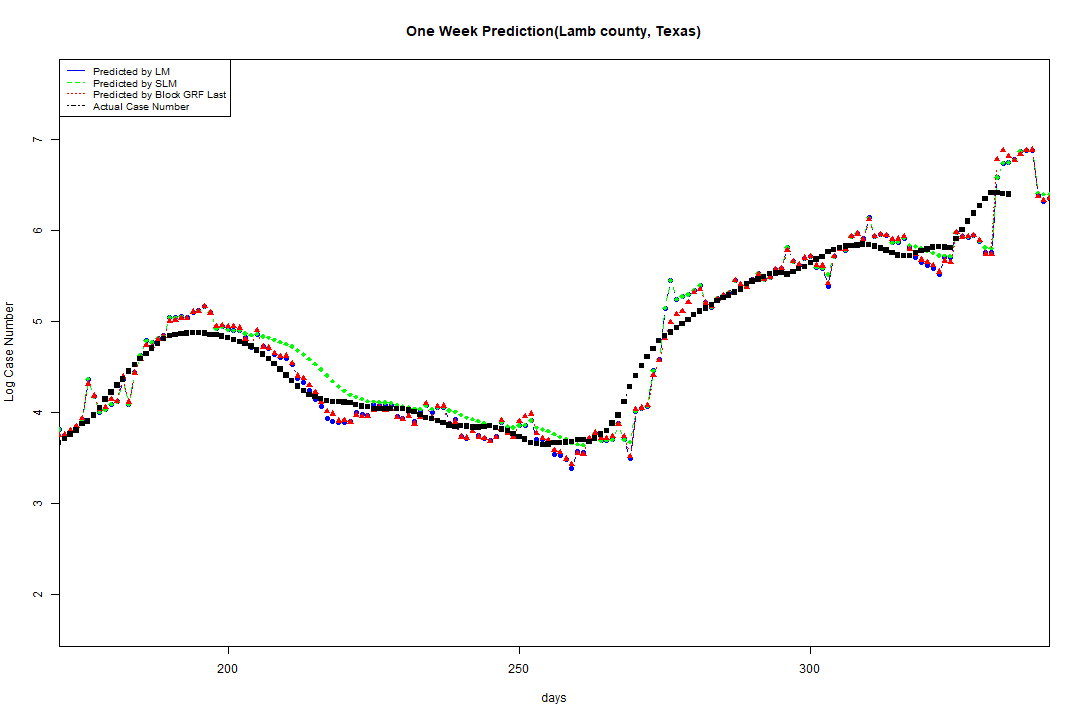 One Week Prediction(Lamb county, Texas)
Predicted by LM
Predicted by SLM
Predicted by Block GRF Last
Actual Case Number
7
6
5
4
3
2
Log Case Number
200 250 300
days